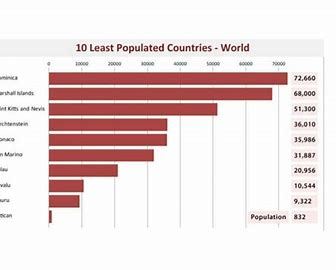 10 Least Populated Countries - World
0 10000 20000 30000 40000 50000 60000 70000
ominica 72,660
arshall Islands 68,000
int Kitts and Nevis 51,300
echtenstein 36,010
onaco 35,986
n Marino 31,887
lau 20,956
valu 10,544
uru 9,322
tican Population 832